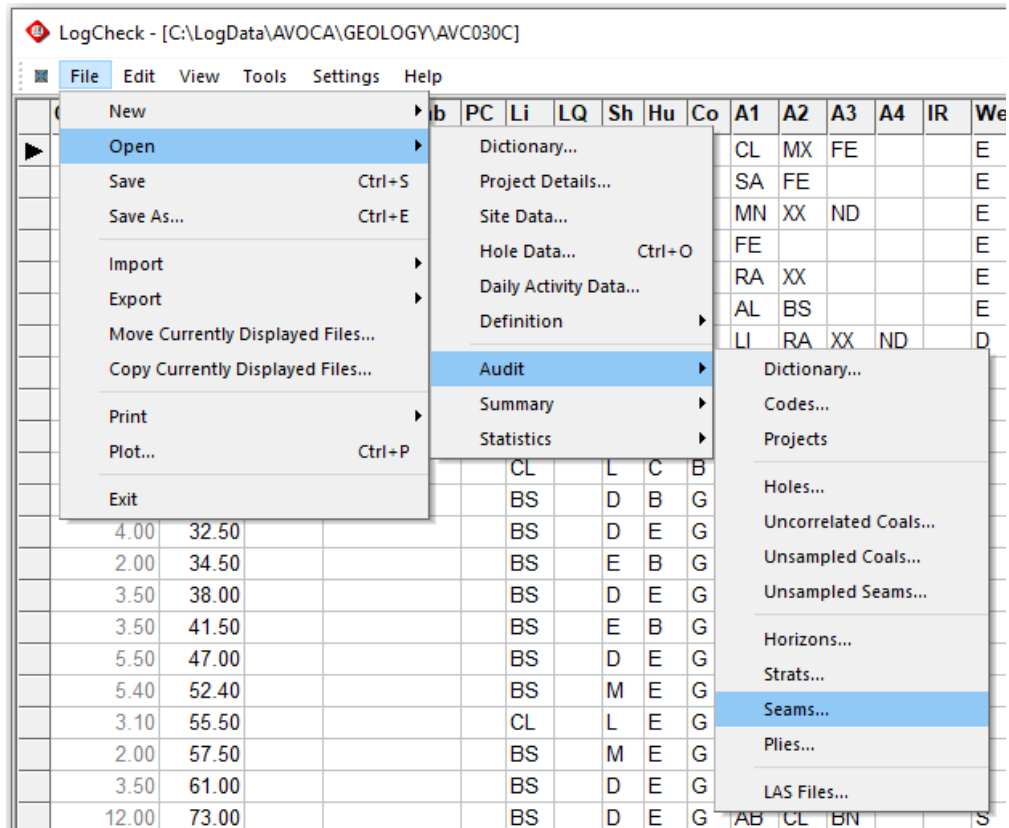 LogCheck - [C:\LogData\AVOCA\GEOLOGY\AVC030C]
File Edit View Tools Settings Help
PC Li LQ Sh Hu Co A1 A2 A3 A4 IR We
New
Open
Save Ctrl+S
Save As... Ctrl+E
Import
Export
Move Currently Displayed Files...
Copy Currently Displayed Files...
Print
Plot... Ctrl+P
Exit
Dictionary...
Project Details...
Site Data...
Hole Data... Ctrl+O
Daily Activity Data...
Definition
Audit
Summary
Statistics
Dictionary...
Codes...
Projects
Holes...
Uncorrelated Coals...
Unsampled Coals...
Unsampled Seams...
Horizons...
Strats...
Seams...
Plies...
LAS Files...
CL MX FE E
SA FE E
MN XX ND E
FE E
RA XX E
AL BS E
LI RA XX ND D
CL L C B
BS D B G
4.00 32.50 BS D E G
2.00 34.50 BS E B G
3.50 38.00 BS D E G
3.50 41.50 BS E B G
5.50 47.00 BS D E G
5.40 52.40 BS M E G
3.10 55.50 CL L E G
2.00 57.50 BS M E G
3.50 61.00 BS D E G
12.00 73.00 BS D E G AB CL BN S